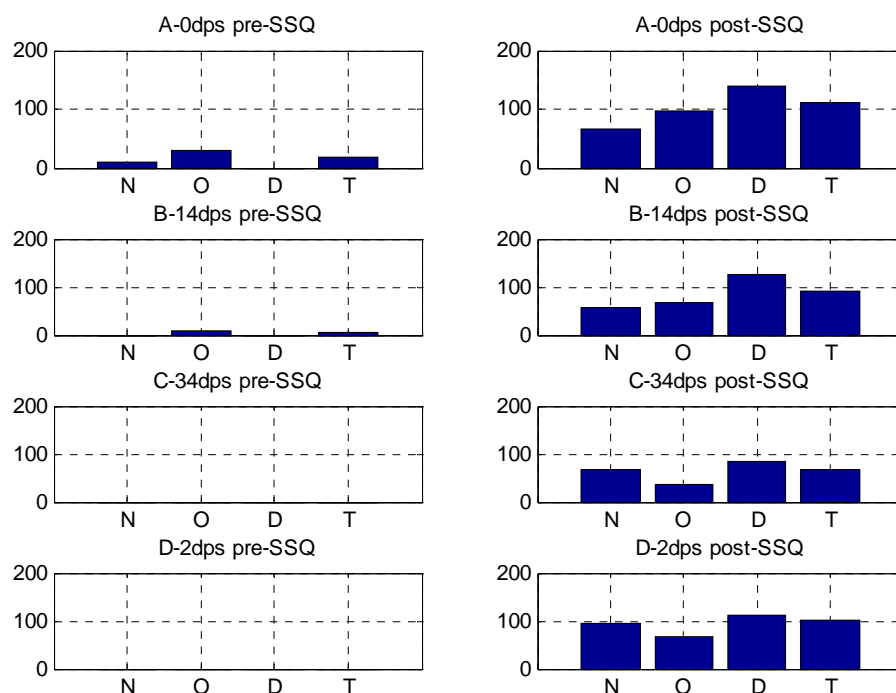 A-0dps pre-SSQ
200
100
0
N O D T
A-0dps post-SSQ
200
100
0
N O D T
B-14dps pre-SSQ
200
100
0
N O D T
B-14dps post-SSQ
200
100
0
N O D T
C-34dps pre-SSQ
200
100
0
N O D T
C-34dps post-SSQ
200
100
0
N O D T
D-2dps pre-SSQ
200
100
0
N O D T
D-2dps post-SSQ
200
100
0
N O D T